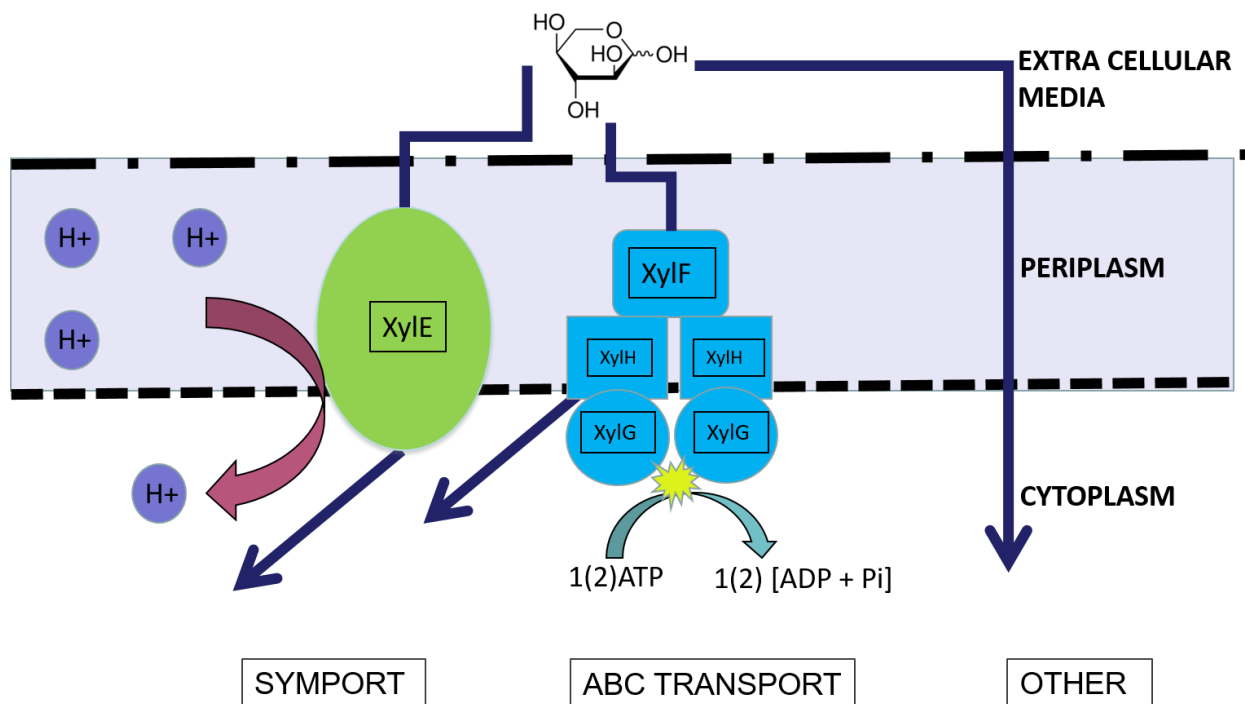 HO
O
HO
OH
OH
EXTRA CELLULAR
MEDIA
H+
H+
XylF
PERIPLASM
H+
XylE
XylH
XylH
XylG
XylG
H+
CYTOPLASM
1(2)ATP
1(2) [ADP + Pi]
SYMPORT
ABC TRANSPORT
OTHER